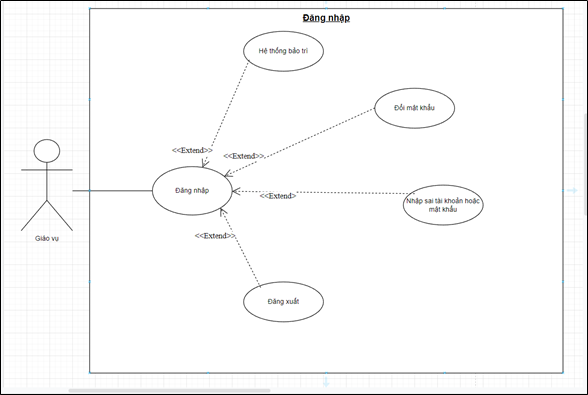 Đăng nhập
Hệ thống bảo trì
Đổi mật khẩu
<<Extend>>
<<Extend>>
Đăng nhập
<<Extend>
Nhập sai tài khoản hoặc
mật khẩu
<<Extend>>
Giáo vụ
Đăng xuất